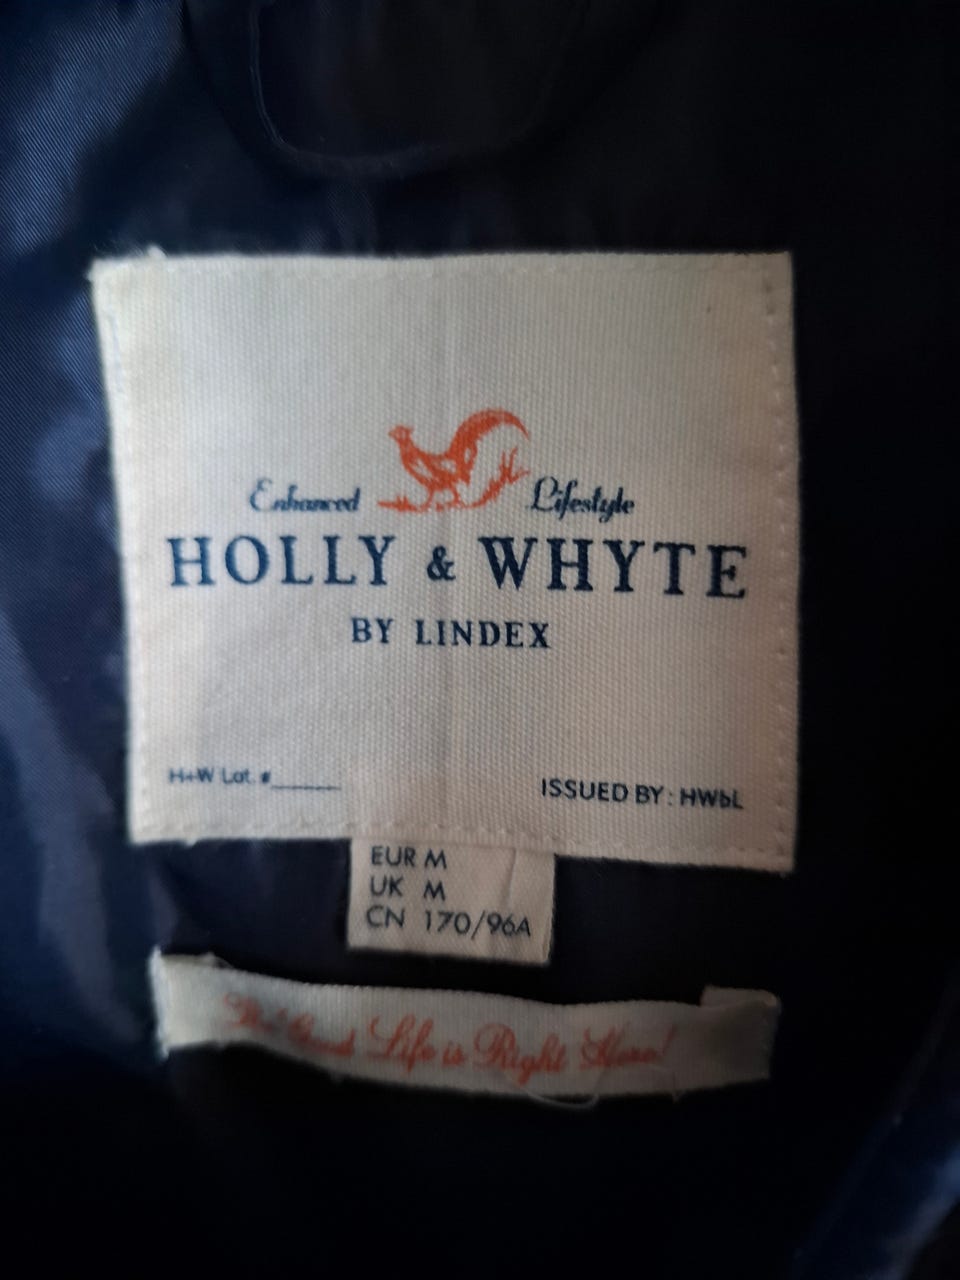 Enhanced Lifestyle
HOLLY & WHYTE
BY LINDEX
H+W Lot. #______
ISSUED BY: HWbL
EUR M
UK M
CN 170/96A
The Good Life is Right Here!